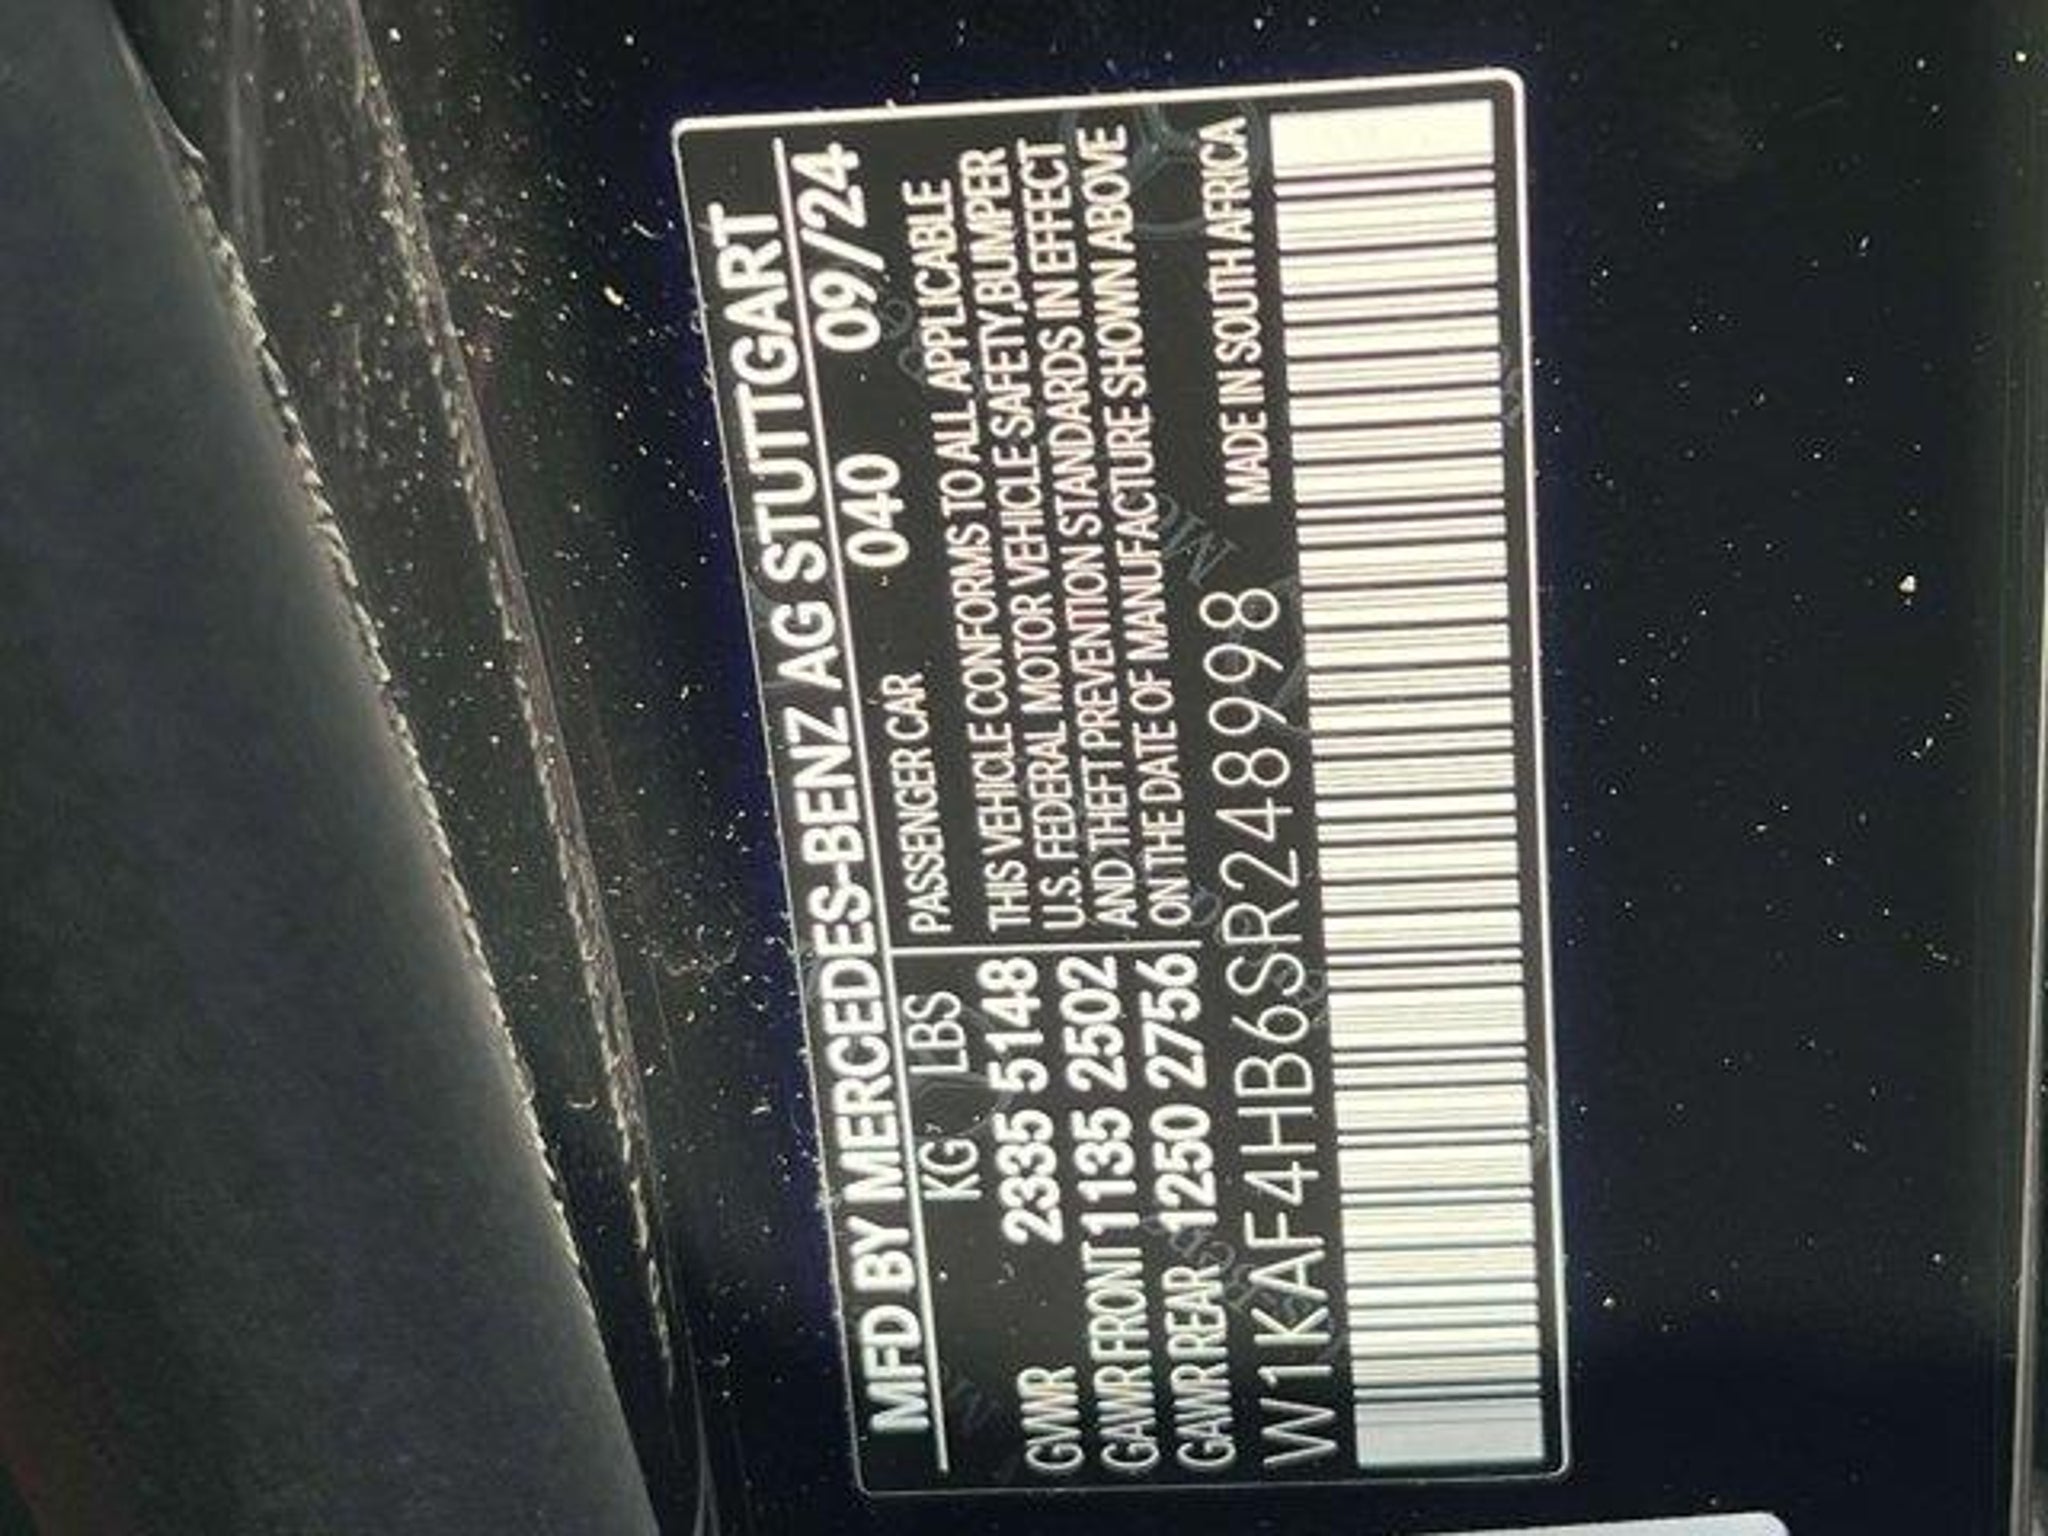 MFD BY MERCEDES-BENZ AG STUTTGART
040 09/24
KG LBS
PASSENGER CAR
GVWR 2335 5148
GAWR FRONT 1135 2502
GAWR REAR 1250 2756
THIS VEHICLE CONFORMS TO ALL APPLICABLE
U.S. FEDERAL MOTOR VEHICLE SAFETY, BUMPER
AND THEFT PREVENTION STANDARDS IN EFFECT
ON THE DATE OF MANUFACTURE SHOWN ABOVE
W1KAF4HB6SR248998
MADE IN SOUTH AFRICA